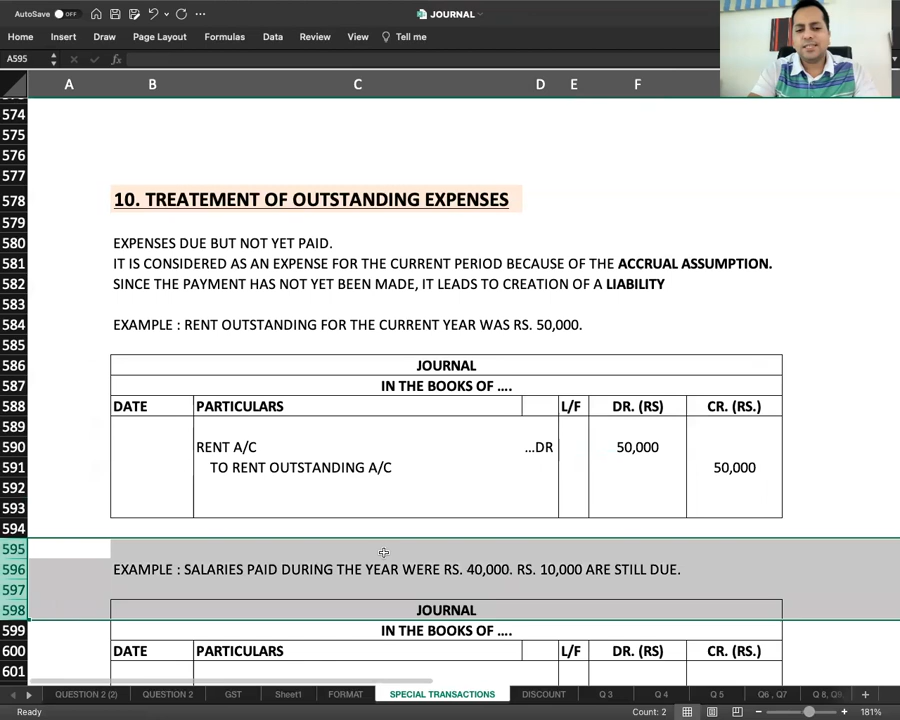 AutoSave OFF ... JOURNAL
Home Insert Draw Page Layout Formulas Data Review View Tell me
A595 fx
A B C D E F
574
575
576
577
578 10. TREATEMENT OF OUTSTANDING EXPENSES
579
580 EXPENSES DUE BUT NOT YET PAID.
581 IT IS CONSIDERED AS AN EXPENSE FOR THE CURRENT PERIOD BECAUSE OF THE ACCRUAL ASSUMPTION.
582 SINCE THE PAYMENT HAS NOT YET BEEN MADE, IT LEADS TO CREATION OF A LIABILITY
583
584 EXAMPLE : RENT OUTSTANDING FOR THE CURRENT YEAR WAS RS. 50,000.
585
586 JOURNAL
587 IN THE BOOKS OF ....
588 DATE PARTICULARS L/F DR. (RS) CR. (RS.)
589
590 RENT A/C ...DR 50,000
591 TO RENT OUTSTANDING A/C 50,000
592
593
594
595
596 EXAMPLE : SALARIES PAID DURING THE YEAR WERE RS. 40,000. RS. 10,000 ARE STILL DUE.
597
598 JOURNAL
599 IN THE BOOKS OF ....
600 DATE PARTICULARS L/F DR. (RS) CR. (RS.)
601
QUESTION 2 (2) QUESTION 2 GST Sheet1 FORMAT SPECIAL TRANSACTIONS DISCOUNT Q 3 Q 4 Q 5 Q6 , Q7 Q 8, Q9, +
Ready Count: 2 − + 181%